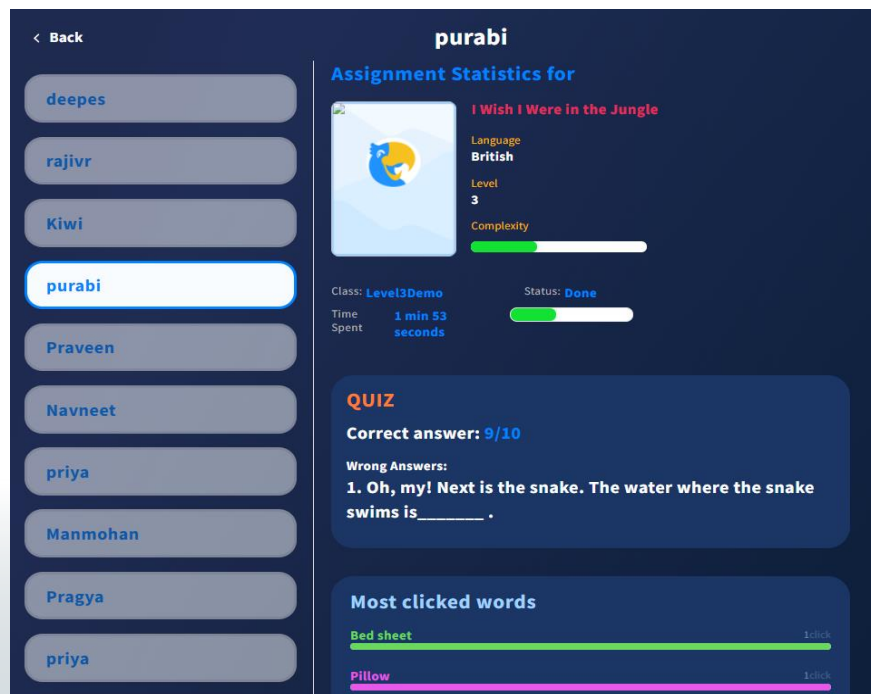 < Back
purabi
deepes
rajivr
Kiwi
purabi
Praveen
Navneet
priya
Manmohan
Pragya
priya
Assignment Statistics for
I Wish I Were in the Jungle
Language
British
Level
3
Complexity
Class: Level3Demo
Status: Done
Time Spent
1 min 53 seconds
QUIZ
Correct answer: 9/10
Wrong Answers:
1. Oh, my! Next is the snake. The water where the snake
swims is_______ .
Most clicked words
Bed sheet 1click
Pillow 1click